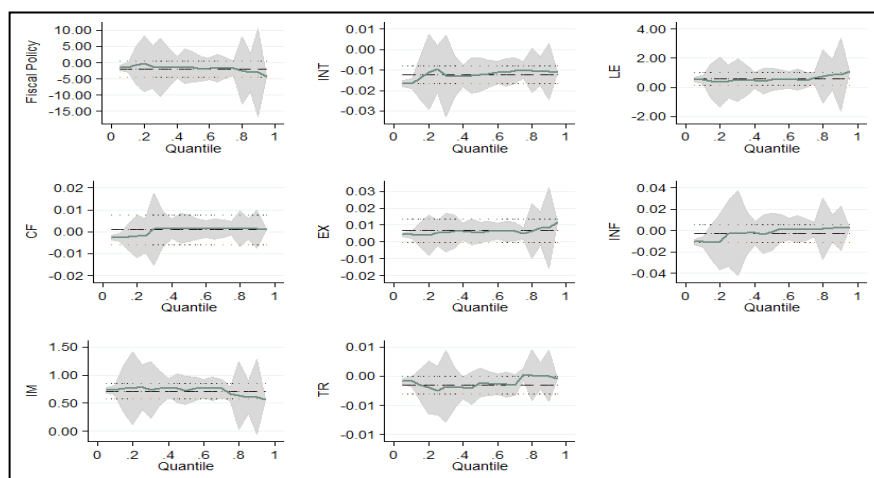 Fiscal Policy
10.00
5.00
0.00
-5.00
-10.00
-15.00
0 .2 .4 .6 .8 1
Quantile
INT
0.01
0.00
-0.01
-0.02
-0.03
0 .2 .4 .6 .8 1
Quantile
LE
4.00
2.00
0.00
-2.00
0 .2 .4 .6 .8 1
Quantile
CF
0.02
0.01
0.00
-0.01
-0.02
0 .2 .4 .6 .8 1
Quantile
EX
0.03
0.02
0.01
0.00
-0.01
-0.02
0 .2 .4 .6 .8 1
Quantile
INF
0.04
0.02
0.00
-0.02
-0.04
0 .2 .4 .6 .8 1
Quantile
IM
1.50
1.00
0.50
0.00
0 .2 .4 .6 .8 1
Quantile
TR
0.01
0.00
-0.01
-0.01
0 .2 .4 .6 .8 1
Quantile